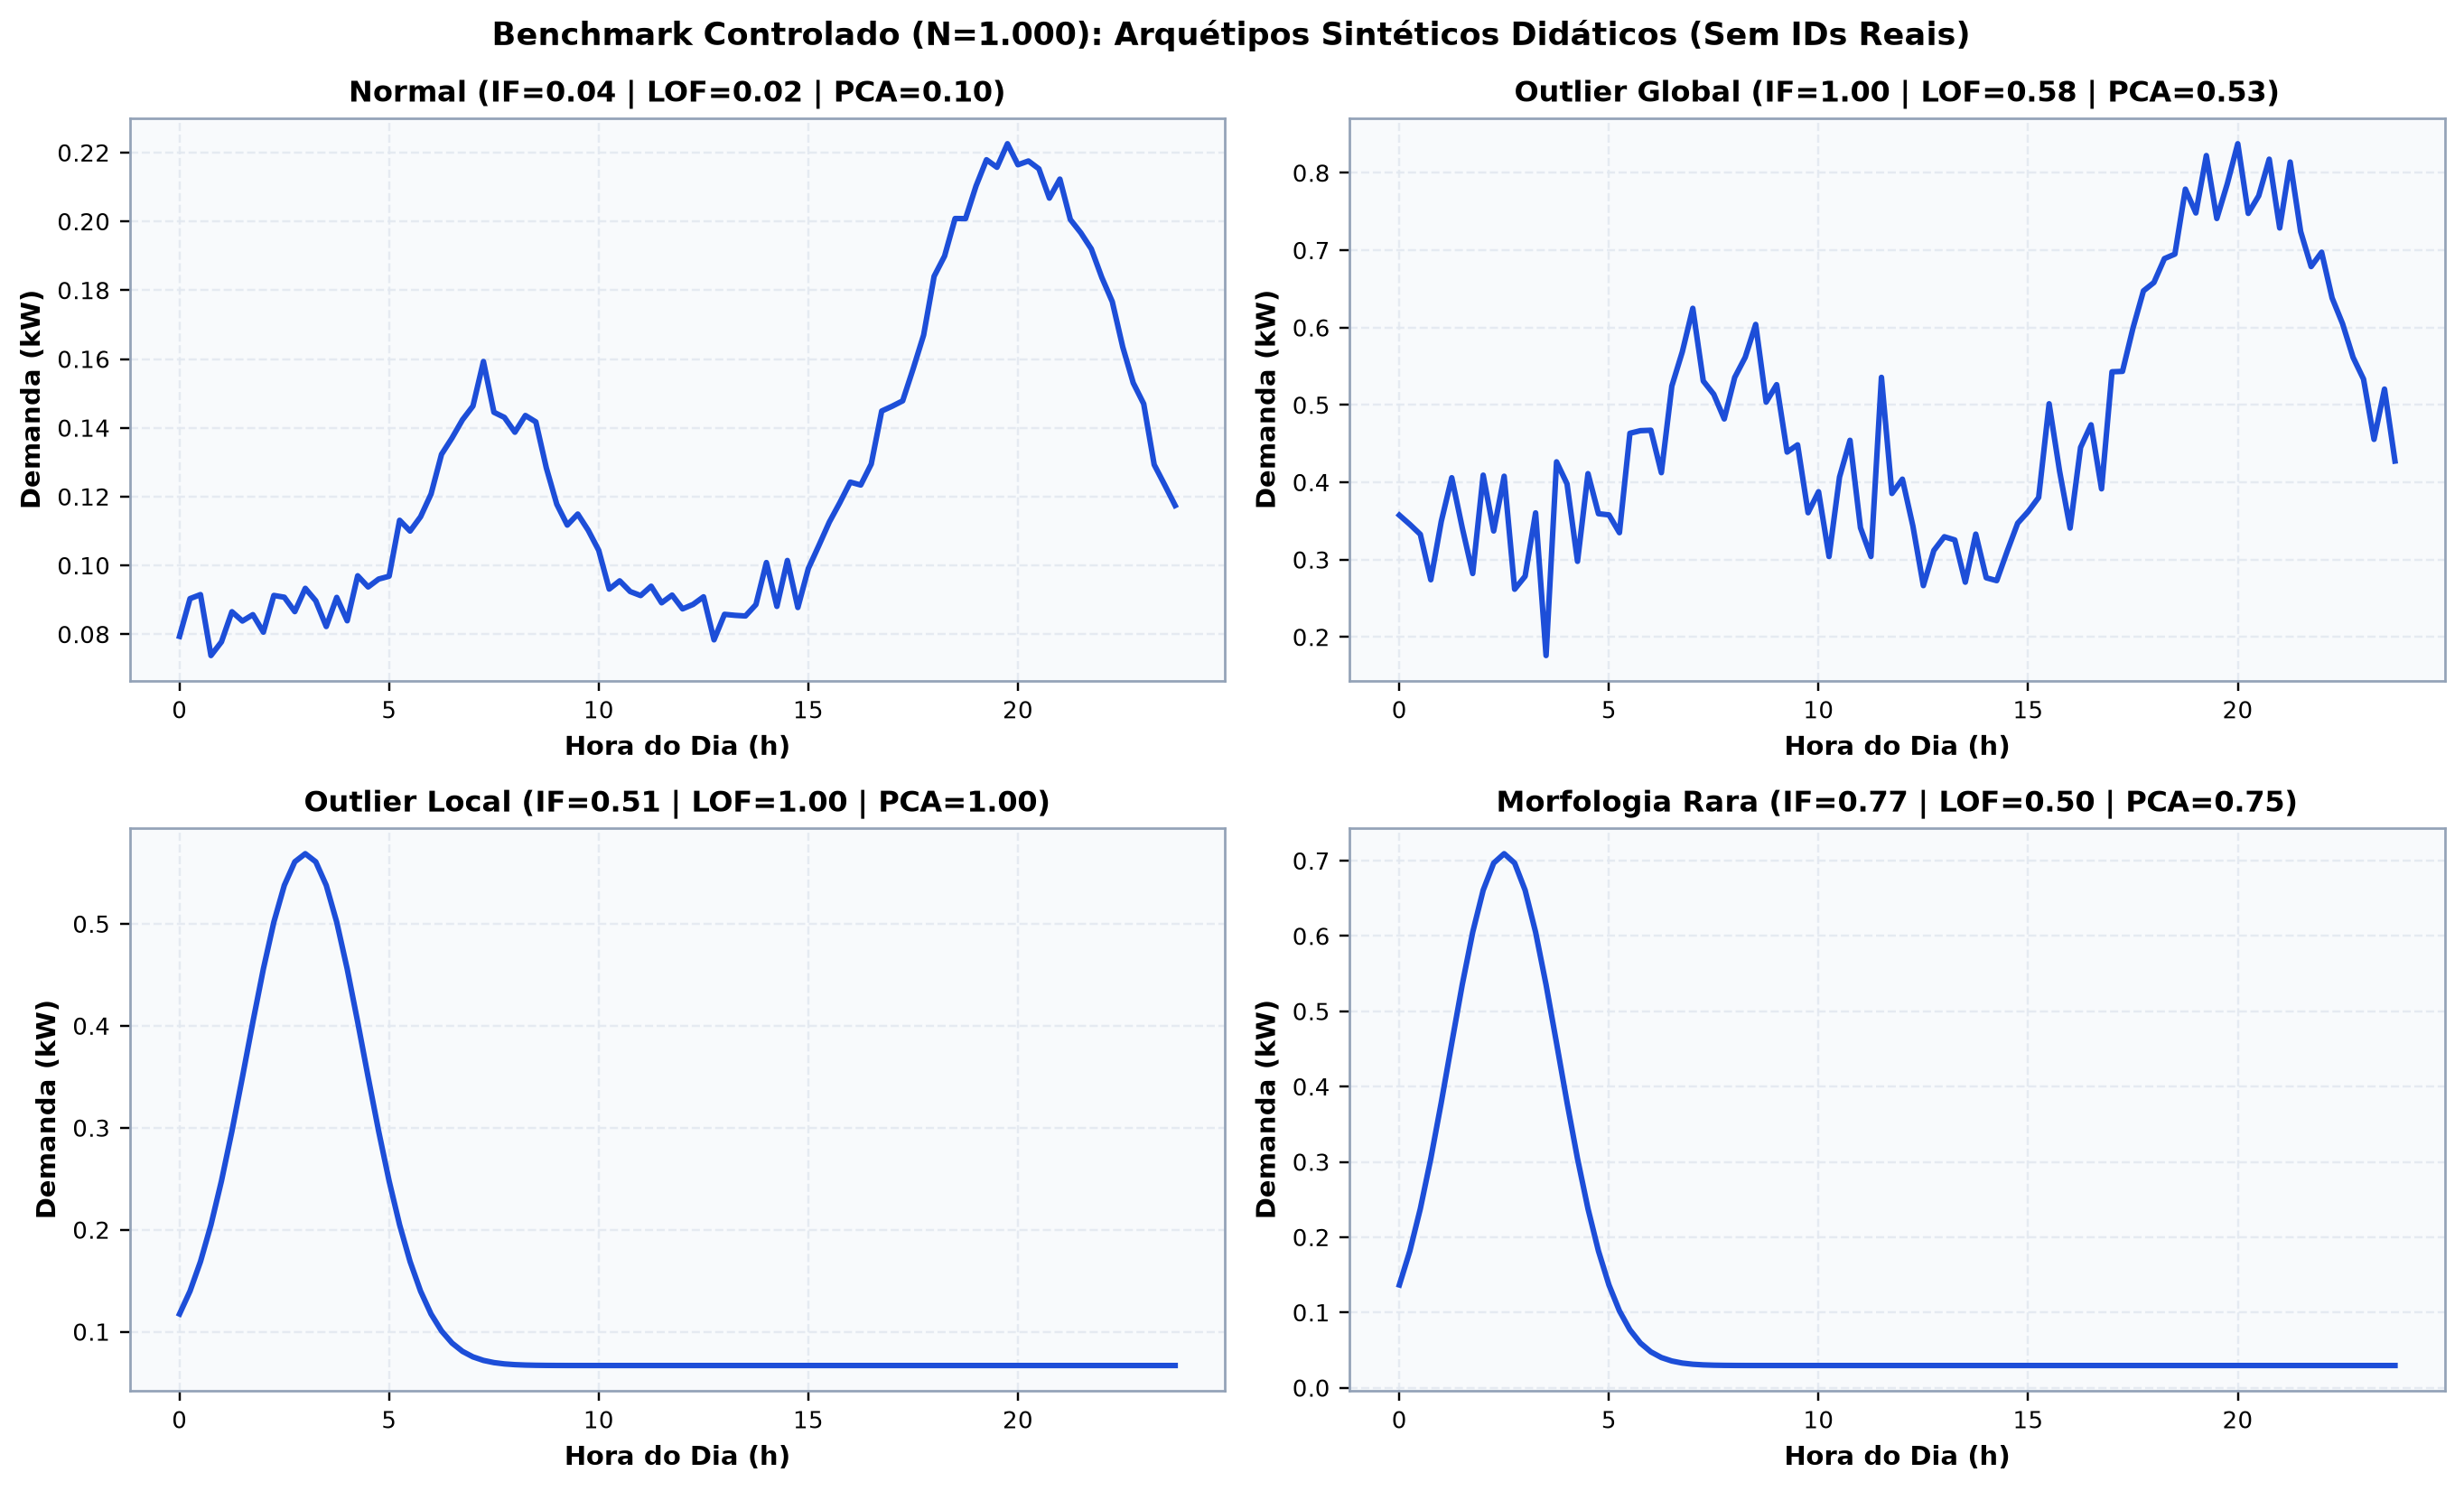 Benchmark Controlado (N=1.000): Arquétipos Sintéticos Didáticos (Sem IDs Reais)
Normal (IF=0.04 | LOF=0.02 | PCA=0.10)
Demanda (kW)
0.22
0.20
0.18
0.16
0.14
0.12
0.10
0.08
0 5 10 15 20
Hora do Dia (h)
Outlier Global (IF=1.00 | LOF=0.58 | PCA=0.53)
Demanda (kW)
0.8
0.7
0.6
0.5
0.4
0.3
0.2
0 5 10 15 20
Hora do Dia (h)
Outlier Local (IF=0.51 | LOF=1.00 | PCA=1.00)
Demanda (kW)
0.5
0.4
0.3
0.2
0.1
0 5 10 15 20
Hora do Dia (h)
Morfologia Rara (IF=0.77 | LOF=0.50 | PCA=0.75)
Demanda (kW)
0.7
0.6
0.5
0.4
0.3
0.2
0.1
0.0
0 5 10 15 20
Hora do Dia (h)